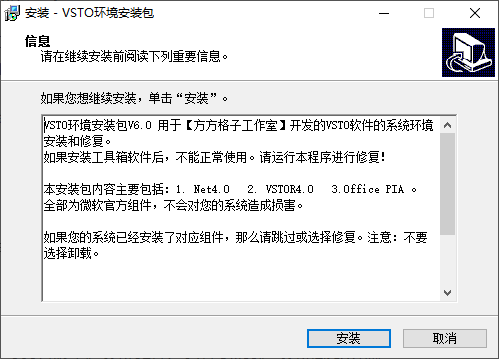 安装 - VSTO环境安装包
信息
请在继续安装前阅读下列重要信息。
如果您想继续安装，单击“安装”。
VSTO环境安装包V6.0 用于【方方格子工作室】开发的VSTO软件的系统环境
安装和修复。
如果安装工具箱软件后，不能正常使用。请运行本程序进行修复！
本安装包内容主要包括：1. Net4.0 2. VSTOR4.0 3.Office PIA 。
全部为微软官方组件，不会对您的系统造成损害。
如果您的系统已经安装了对应组件，那么请跳过或选择修复。注意：不要
选择卸载。
安装
取消